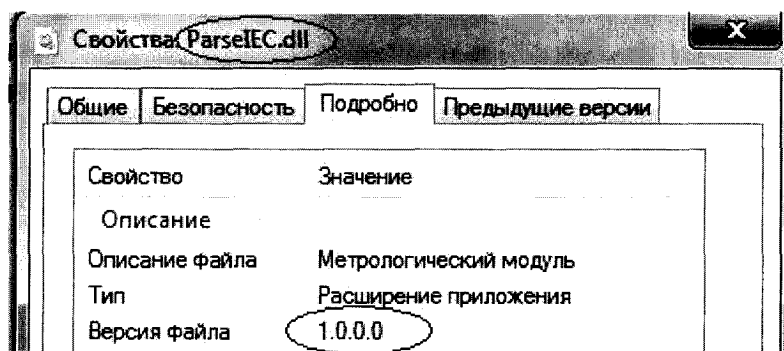 Свойства: ParseIEC.dll
Общие Безопасность Подробно Предыдущие версии
Свойство Значение
Описание
Описание файла Метрологический модуль
Тип Расширение приложения
Версия файла 1.0.0.0